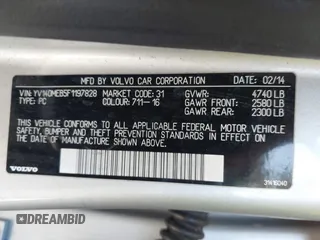 MFD BY VOLVO CAR CORPORATION DATE: 02/14
VIN: YV140MEB5F1197828 MARKET CODE: 31 GVWR: 4740 LB
TYPE: PC COLOUR: 711-16 GAWR FRONT: 2580 LB
GAWR REAR: 2300 LB
THIS VEHICLE CONFORMS TO ALL APPLICABLE FEDERAL MOTOR VEHICLE
SAFETY, BUMPER AND THEFT PREVENTION STANDARDS IN EFFECT ON THE
DATE OF MANUFACTURE SHOWN ABOVE.
VOLVO
DREAMBID